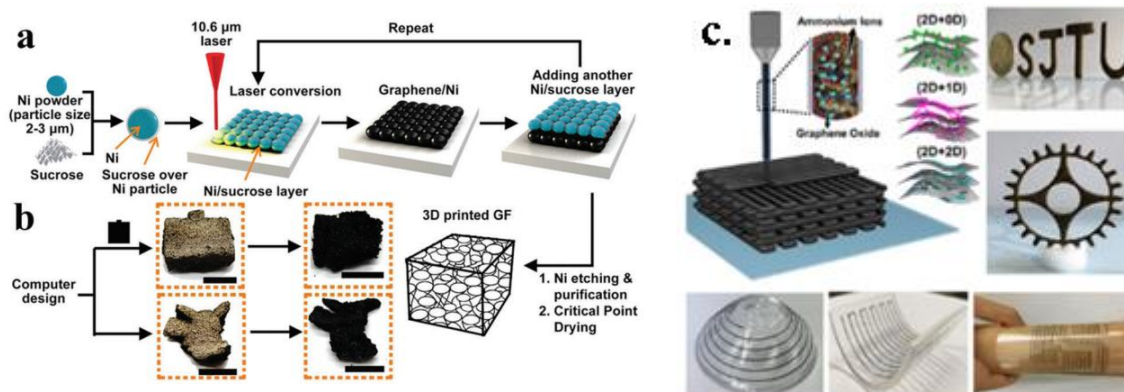 a
10.6 µm
laser
Repeat
Ni powder
(particle size
2-3 µm)
Sucrose
Ni
Sucrose over
Ni particle
Laser conversion
Ni/sucrose layer
Graphene/Ni
Adding another
Ni/sucrose layer
b
Computer
design
3D printed GF
1. Ni etching &
purification
2. Critical Point
Drying
c.
Ammonium Ions
Graphene Oxide
(2D+0D)
(2D+1D)
(2D+2D)
SJTU